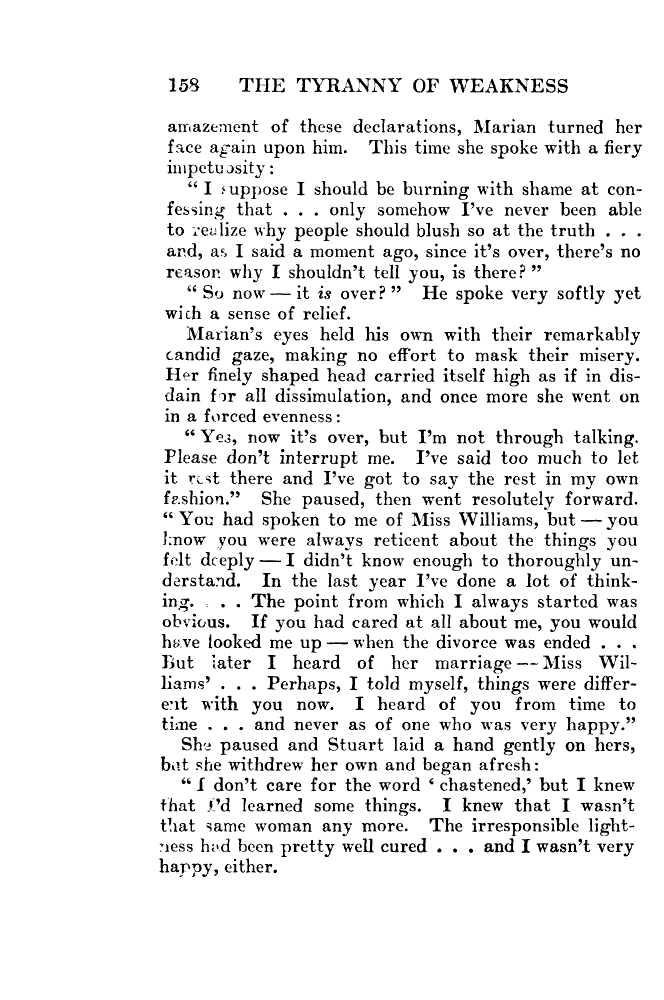 158 THE TYRANNY OF WEAKNESS
amazement of these declarations, Marian turned her
face again upon him. This time she spoke with a fiery
impetuosity:
“ I suppose I should be burning with shame at con-
fessing that . . . only somehow I've never been able
to realize why people should blush so at the truth . . .
and, as I said a moment ago, since it's over, there's no
reason why I shouldn't tell you, is there? ”
“ So now — it is over? ” He spoke very softly yet
with a sense of relief.
Marian's eyes held his own with their remarkably
candid gaze, making no effort to mask their misery.
Her finely shaped head carried itself high as if in dis-
dain for all dissimulation, and once more she went on
in a forced evenness:
“ Yes, now it's over, but I'm not through talking.
Please don't interrupt me. I've said too much to let
it rest there and I've got to say the rest in my own
fashion.” She paused, then went resolutely forward.
“ You had spoken to me of Miss Williams, but — you
know you were always reticent about the things you
felt deeply — I didn't know enough to thoroughly un-
derstand. In the last year I've done a lot of think-
ing. . . . The point from which I always started was
obvious. If you had cared at all about me, you would
have looked me up — when the divorce was ended . . .
But later I heard of her marriage — Miss Wil-
liams' . . . Perhaps, I told myself, things were differ-
ent with you now. I heard of you from time to
time . . . and never as of one who was very happy.”
She paused and Stuart laid a hand gently on hers,
but she withdrew her own and began afresh:
“ I don't care for the word ‘ chastened,’ but I knew
that I'd learned some things. I knew that I wasn't
that same woman any more. The irresponsible light-
ness had been pretty well cured . . . and I wasn't very
happy, either.